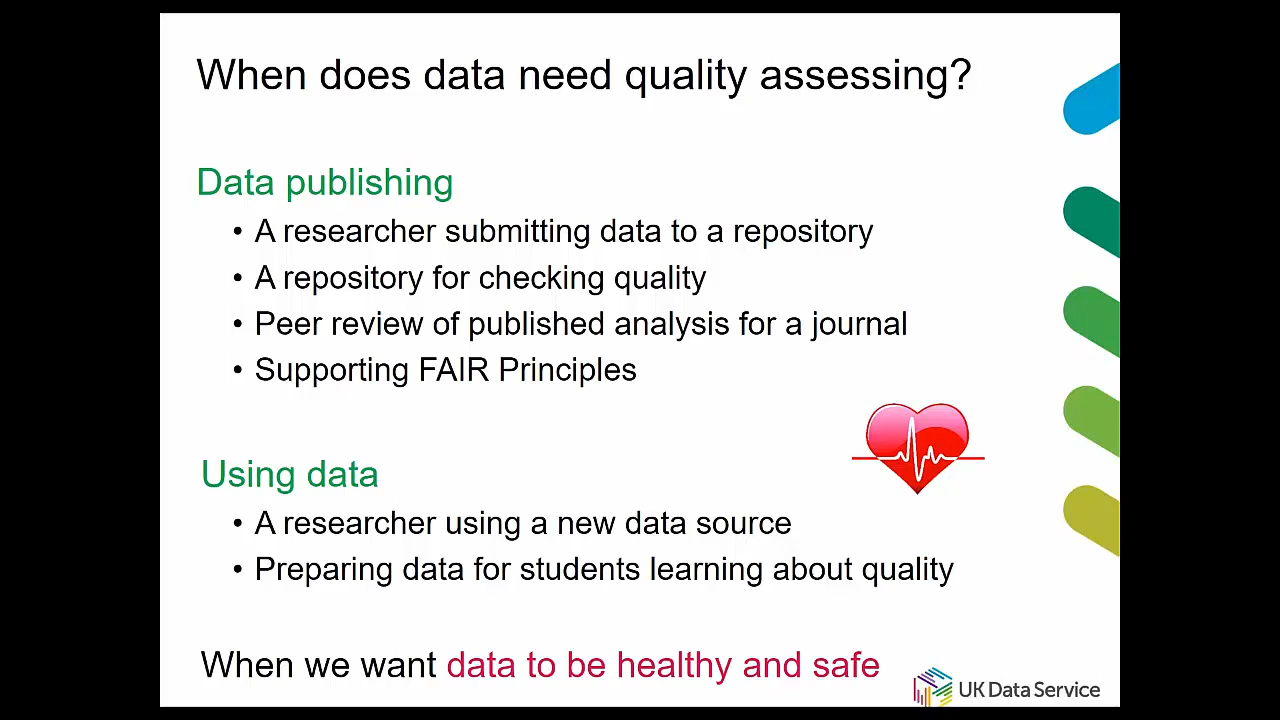 When does data need quality assessing?
Data publishing
• A researcher submitting data to a repository
• A repository for checking quality
• Peer review of published analysis for a journal
• Supporting FAIR Principles
Using data
• A researcher using a new data source
• Preparing data for students learning about quality
When we want data to be healthy and safe
UK Data Service